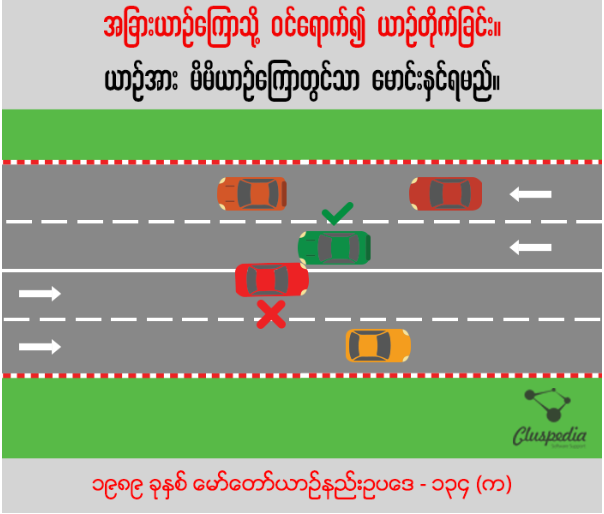 အခြားယာဉ်ကြောသို့ ဝင်ရောက်၍ ယာဉ်တိုက်ခြင်း။
ယာဉ်အား မိမိယာဉ်ကြောတွင်သာ မောင်းနှင်ရမည်။
Cluspedia
၁၉၈၉ ခုနှစ် မော်တော်ယာဉ်နည်းဥပဒေ - ၁၃၄ (က)